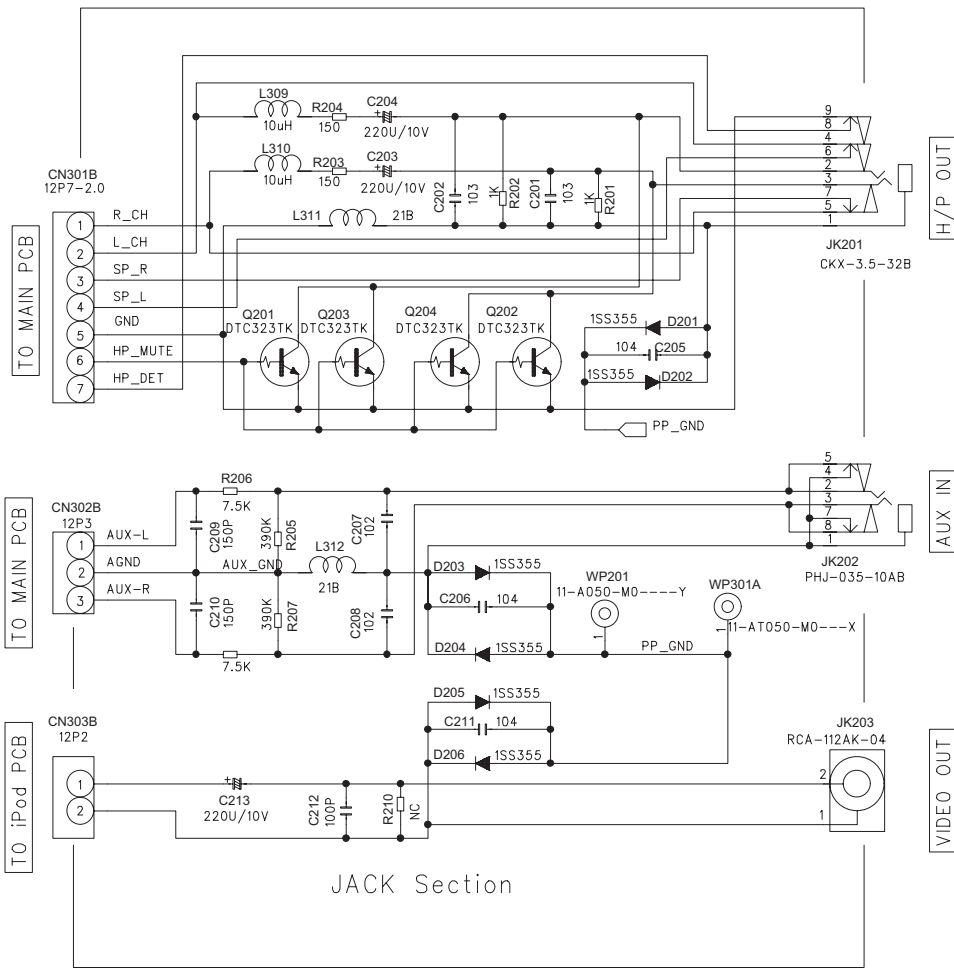 CN301B
12P7-2.0
TO MAIN PCB
1
2
3
4
5
6
7
R_CH
L_CH
SP_R
SP_L
GND
HP_MUTE
HP_DET
L309
10uH
R204
150
C204
+
220U/10V
L310
10uH
R203
150
C203
+
220U/10V
L311
21B
C202
103
1K
R202
C201
103
1K
R201
Q201
DTC323TK
Q203
DTC323TK
Q204
DTC323TK
Q202
DTC323TK
1SS355
D201
104
C205
1SS355
D202
PP_GND
9
8
4
6
2
3
7
5
1
JK201
CKX-3.5-32B
H/P OUT
TO MAIN PCB
CN302B
12P3
1
2
3
AUX-L
AGND
AUX-R
R206
7.5K
C209
150P
390K
R205
C207
102
AUX_GND
L312
21B
C210
150P
390K
R207
C208
102
7.5K
D203
1SS355
C206
104
D204
1SS355
WP201
11-A050-M0----Y
1
WP301A
11-AT050-M0---X
1
PP_GND
5
4
2
3
7
8
1
JK202
PHJ-035-10AB
AUX IN
D205
1SS355
C211
104
D206
1SS355
TO iPod PCB
CN303B
12P2
1
2
+
C213
220U/10V
C212
100P
R210
NC
JK203
RCA-112AK-04
2
1
VIDEO OUT
JACK Section